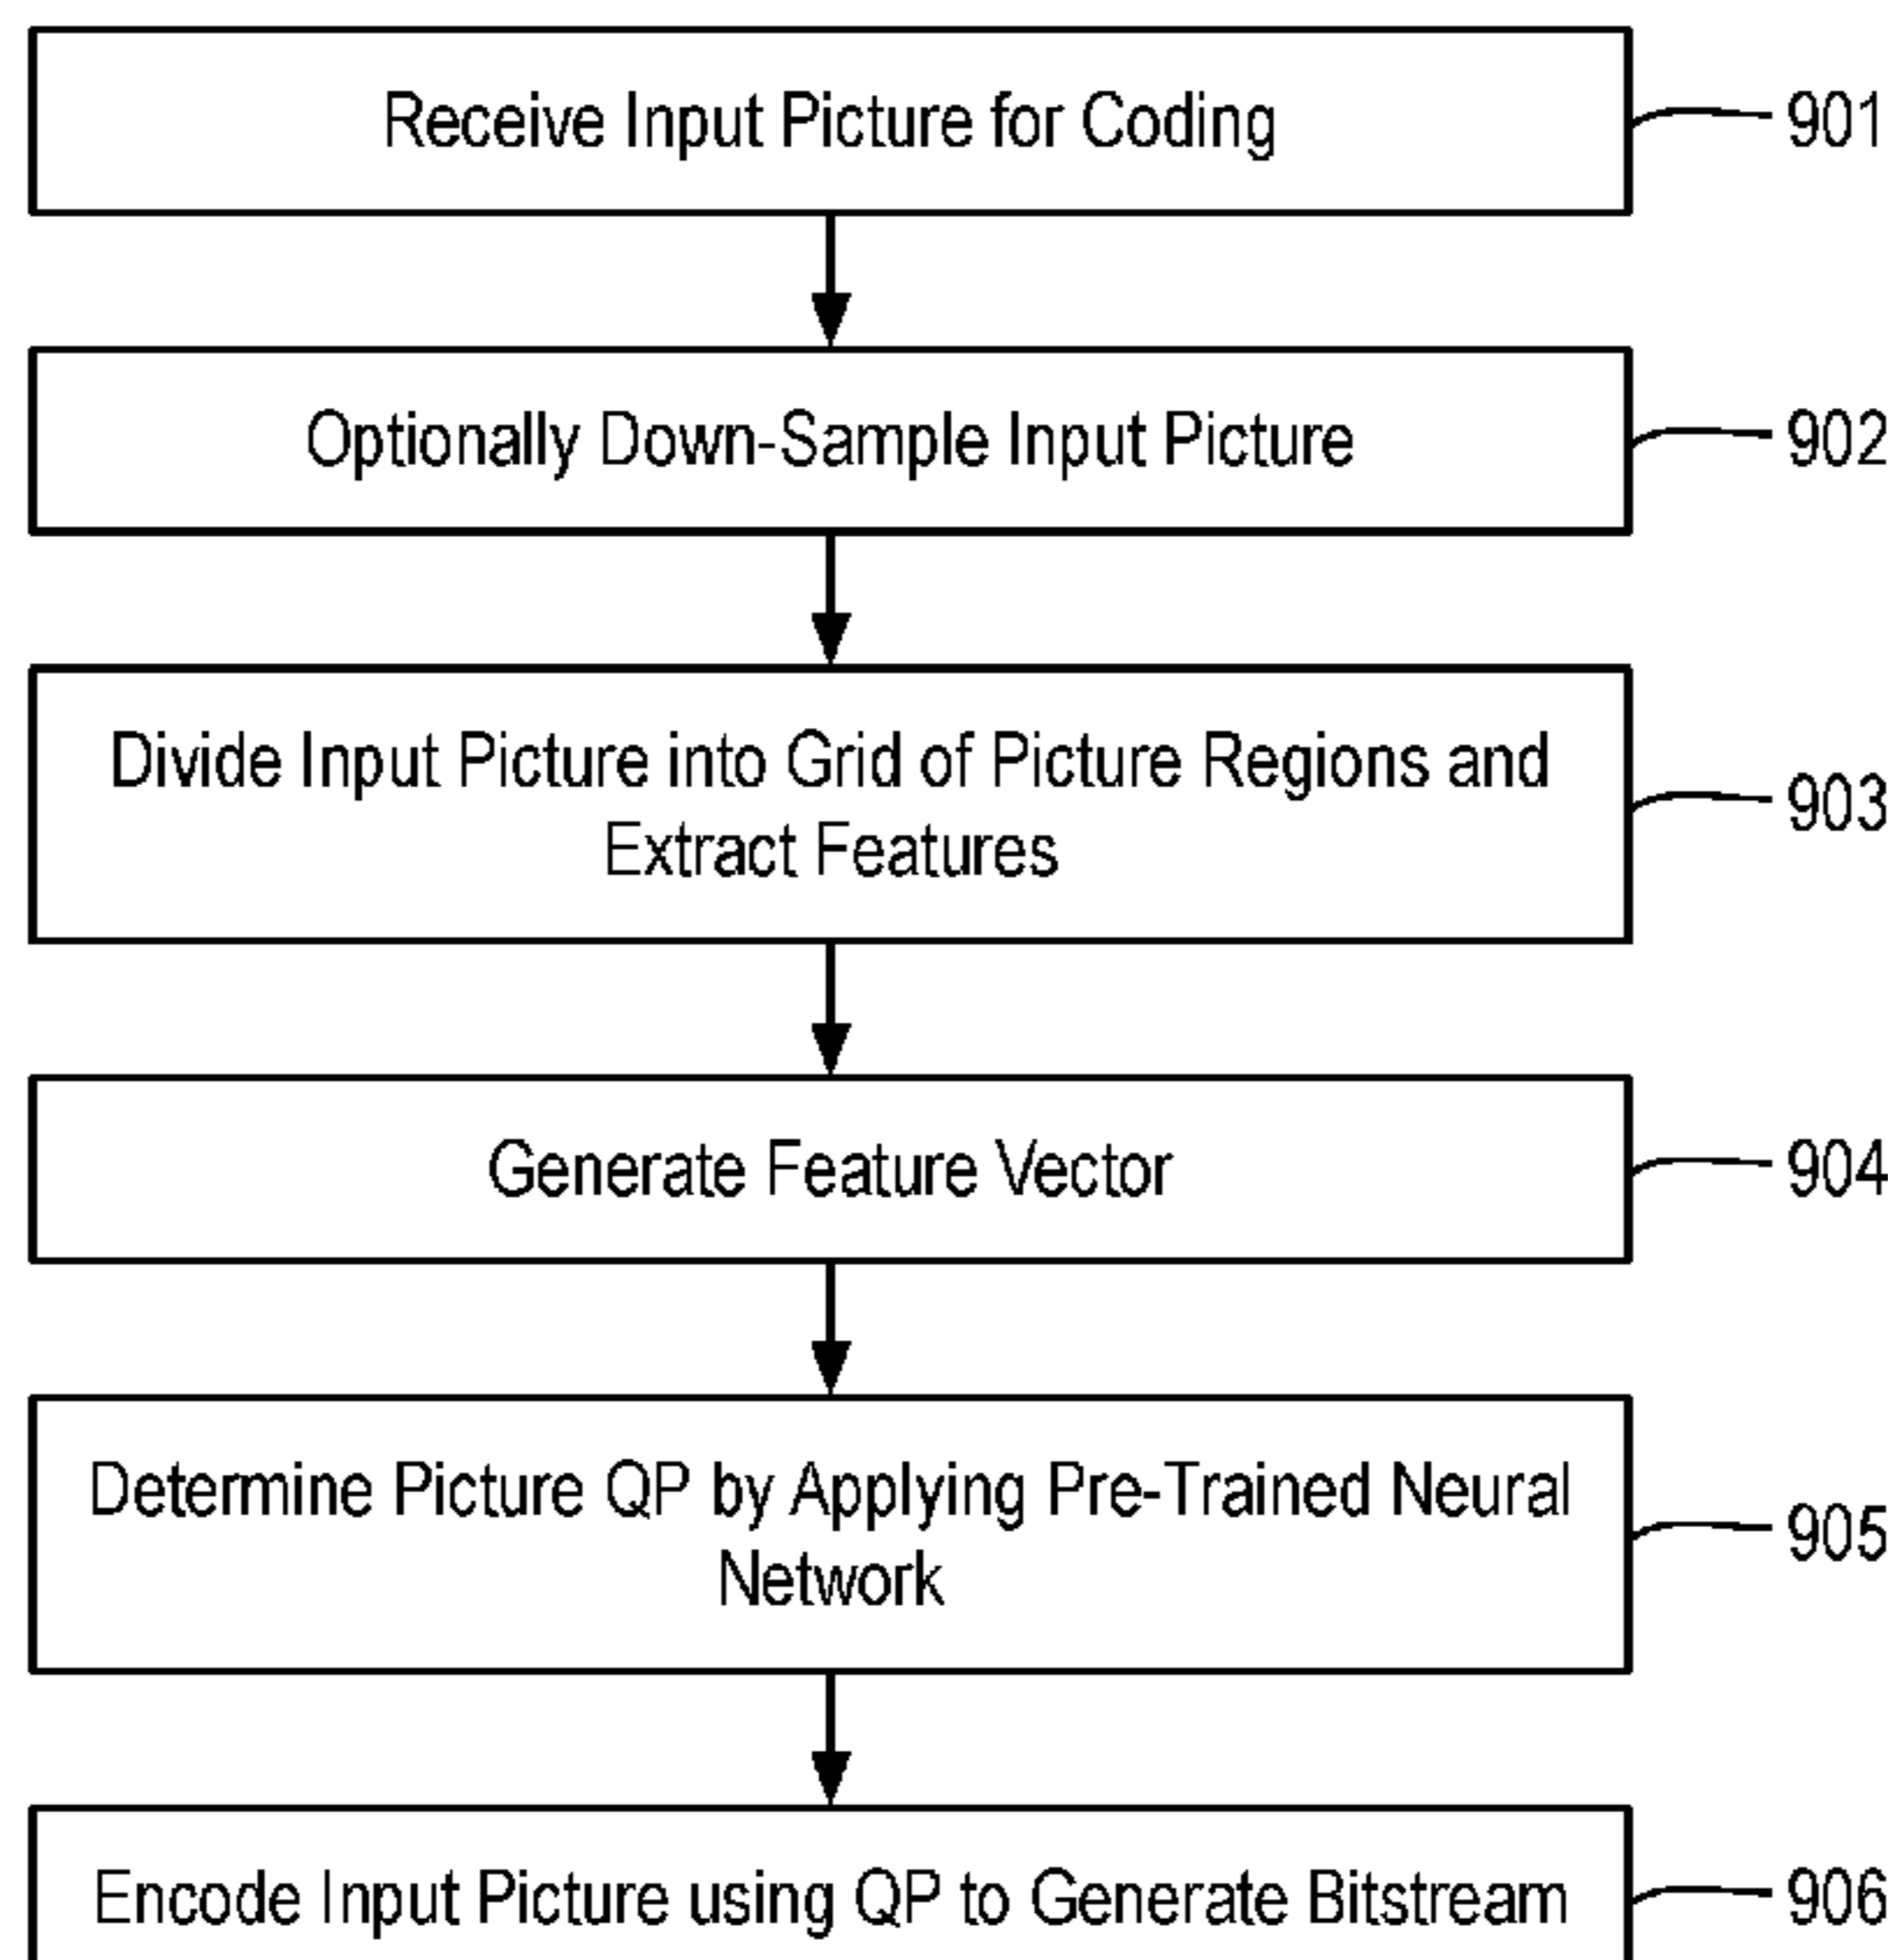 Receive Input Picture for Coding
901
Optionally Down-Sample Input Picture
902
Divide Input Picture into Grid of Picture Regions and
Extract Features
903
Generate Feature Vector
904
Determine Picture QP by Applying Pre-Trained Neural
Network
905
Encode Input Picture using QP to Generate Bitstream
906